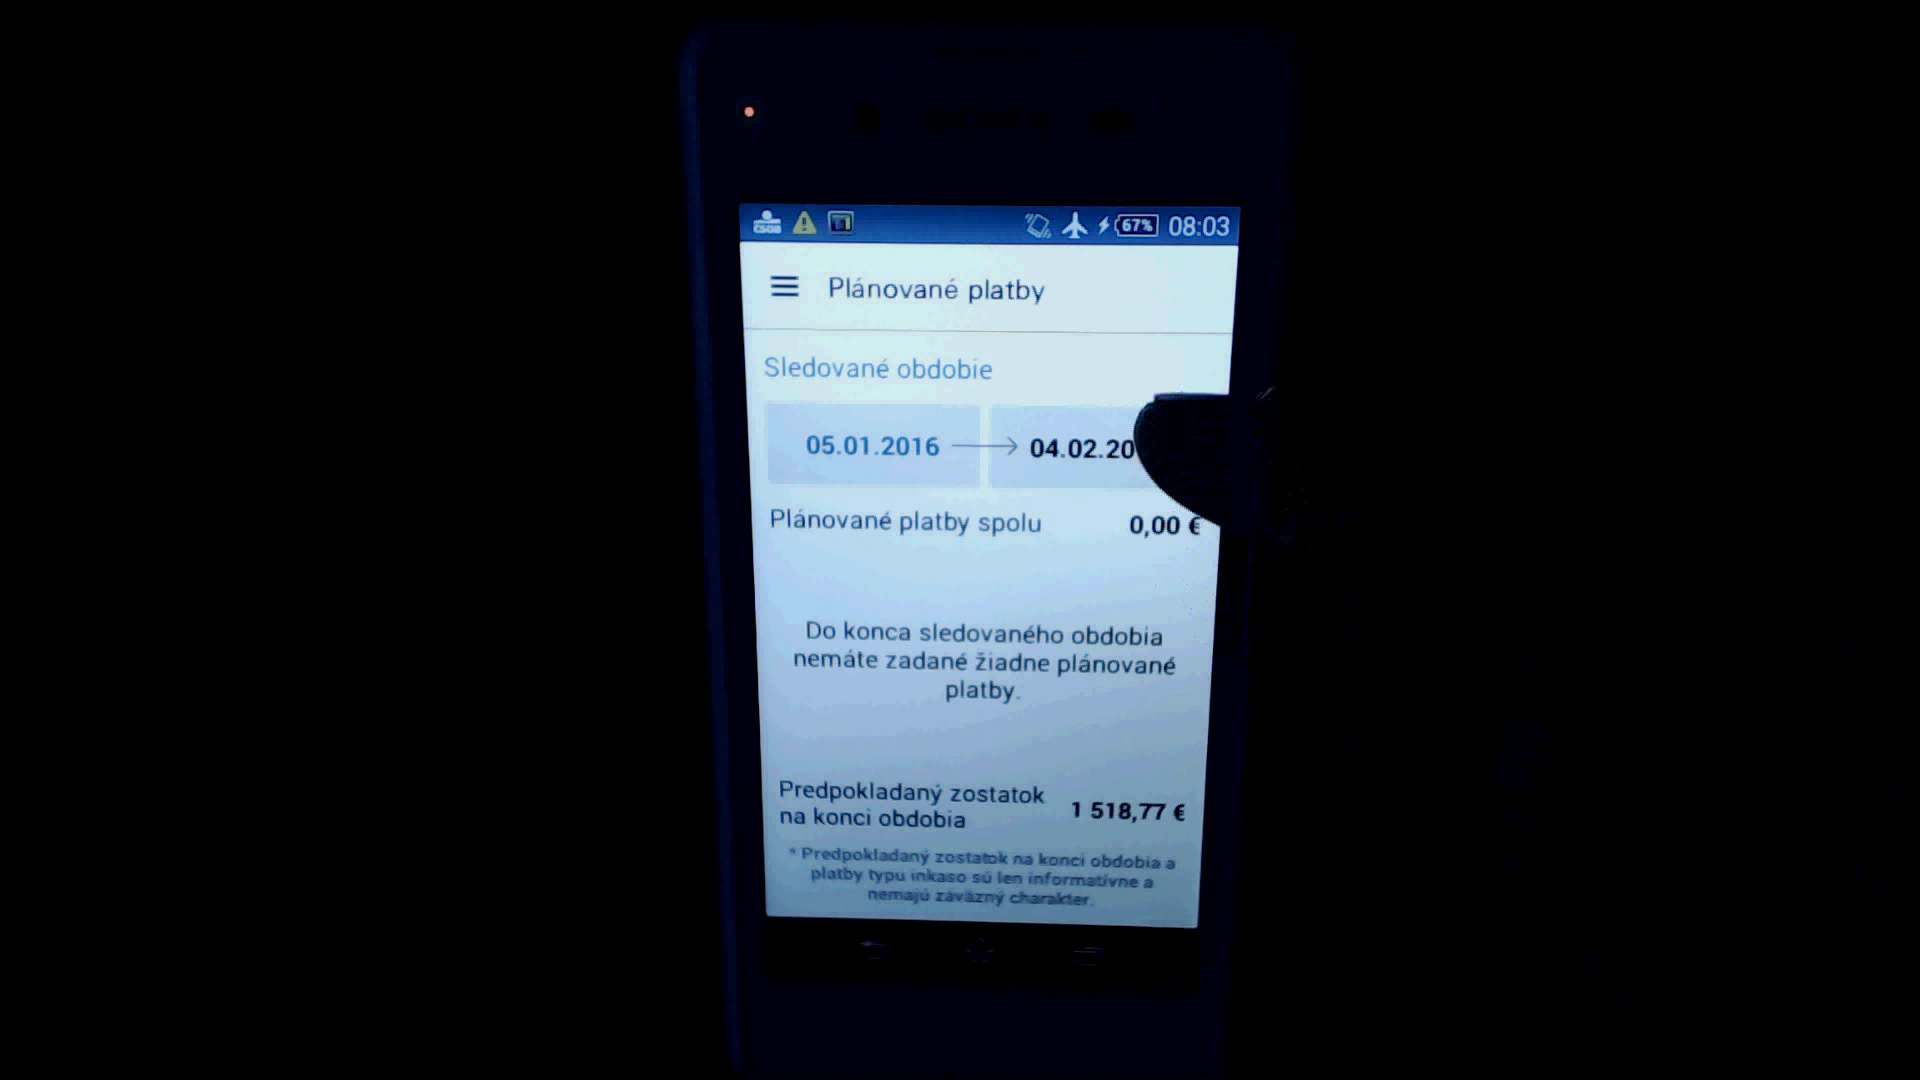 ČSOB
67% 08:03
Plánované platby
Sledované obdobie
05.01.2016 → 04.02.20
Plánované platby spolu 0,00 €
Do konca sledovaného obdobia
nemáte zadané žiadne plánované
platby.
Predpokladaný zostatok
na konci obdobia
1 518,77 €
* Predpokladaný zostatok na konci obdobia a
platby typu inkaso sú len informatívne a
nemajú záväzný charakter.